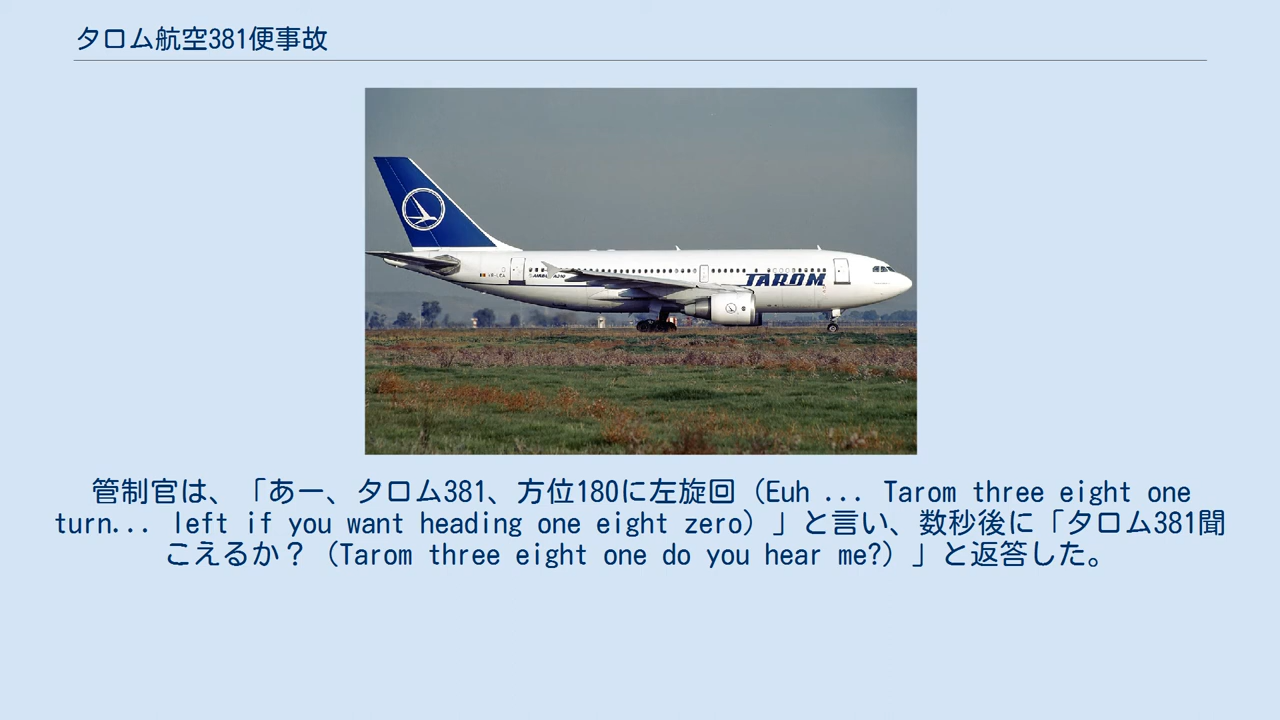 タロム航空381便事故
TAROM
管制官は、「あー、タロム381、方位180に左旋回（Euh ... Tarom three eight one
turn... left if you want heading one eight zero）」と言い、数秒後に「タロム381聞
こえるか？（Tarom three eight one do you hear me?）」と返答した。